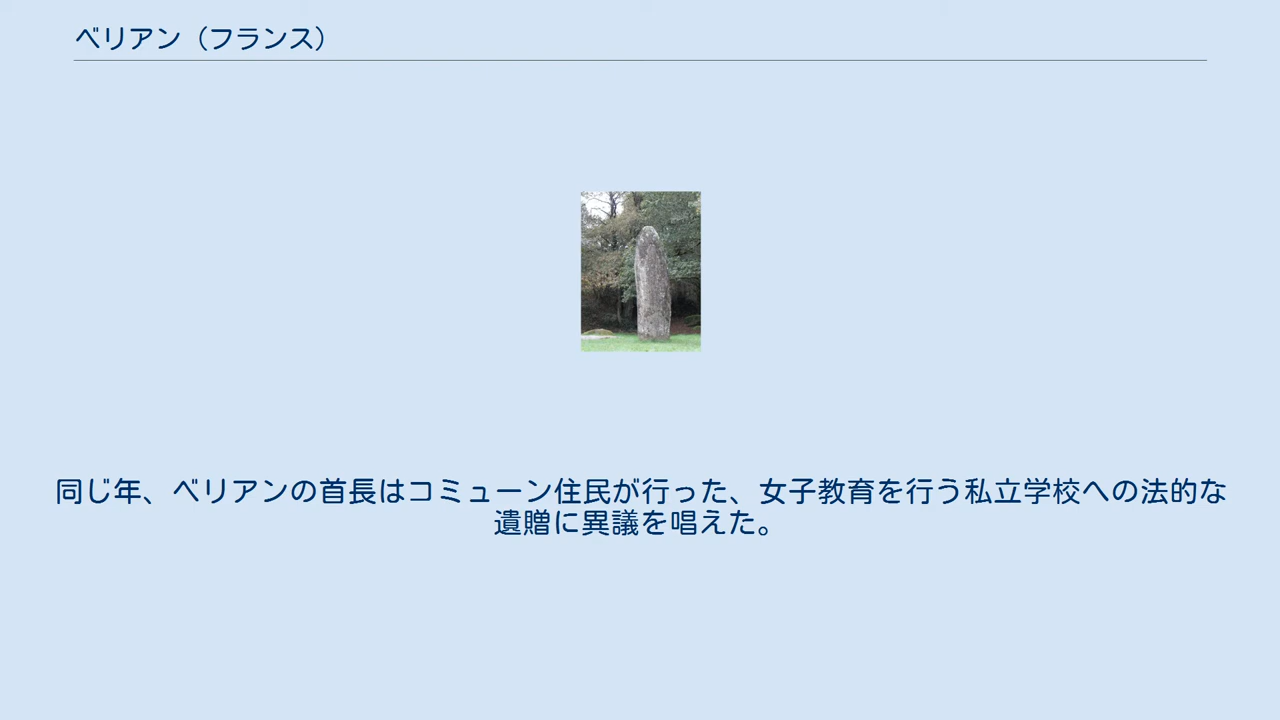 ベリアン（フランス）
同じ年、ベリアンの首長はコミューン住民が行った、女子教育を行う私立学校への法的な
遺贈に異議を唱えた。